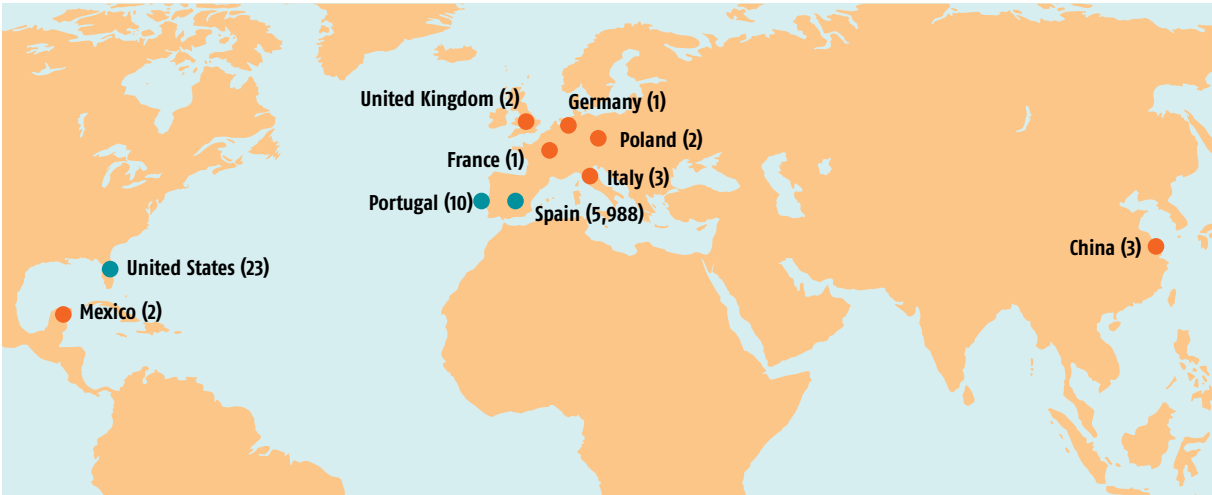 United Kingdom (2)
Germany (1)
Poland (2)
France (1)
Italy (3)
Portugal (10)
Spain (5,988)
China (3)
United States (23)
Mexico (2)